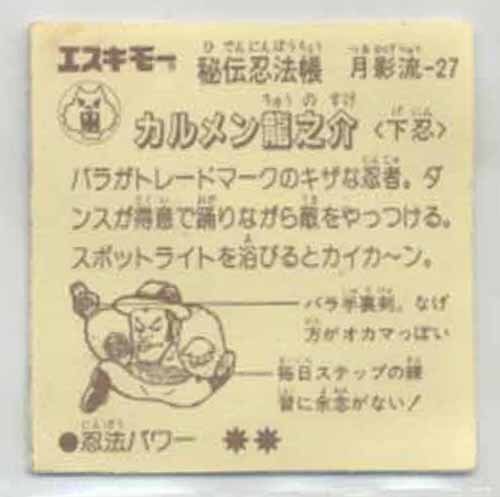 エスキモー 秘伝忍法帳 月影流-27
カルメン龍之介 〈下忍〉
バラがトレードマークのキザな忍者。ダ
ンスが得意で踊りながら敵をやっつける。
スポットライトを浴びるとカイカ〜ン。
バラ手裏剣。なげ
方がオカマっぽい
毎日ステップの練
習に余念がない!
●忍法パワー